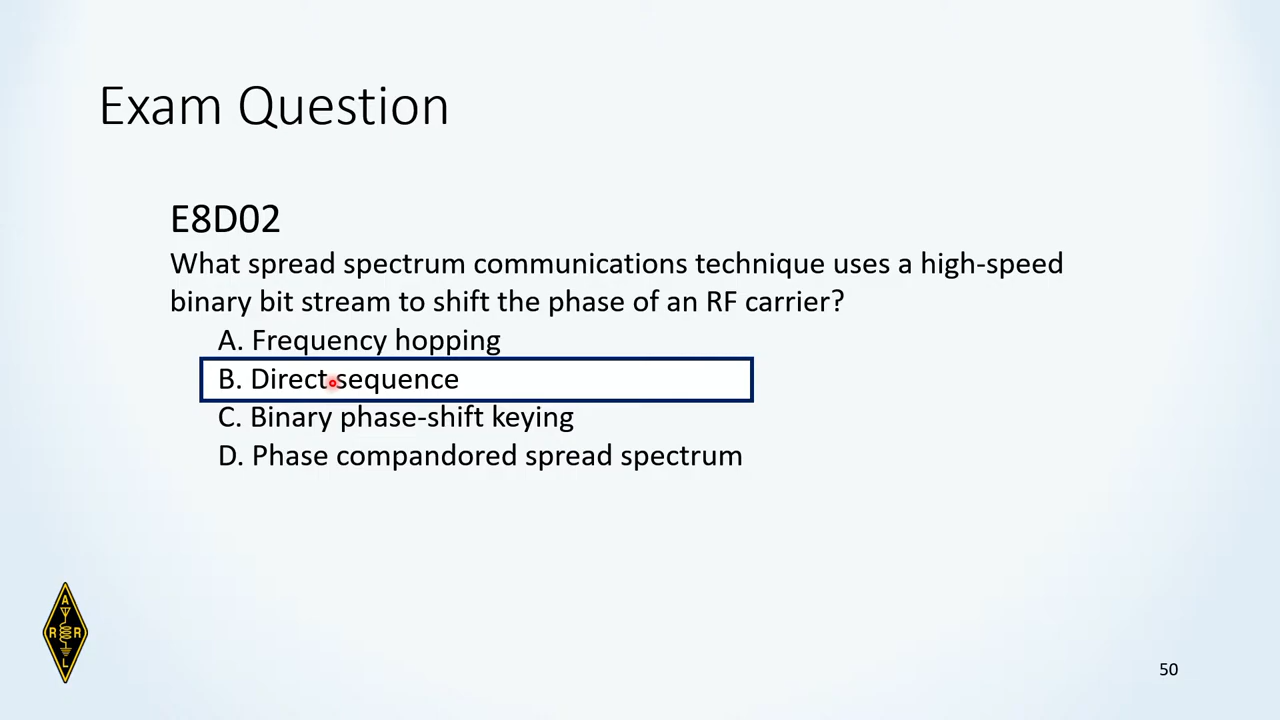 Exam Question
E8D02
What spread spectrum communications technique uses a high-speed
binary bit stream to shift the phase of an RF carrier?
A. Frequency hopping
B. Direct sequence
C. Binary phase-shift keying
D. Phase compandored spread spectrum
A
R R
L
50